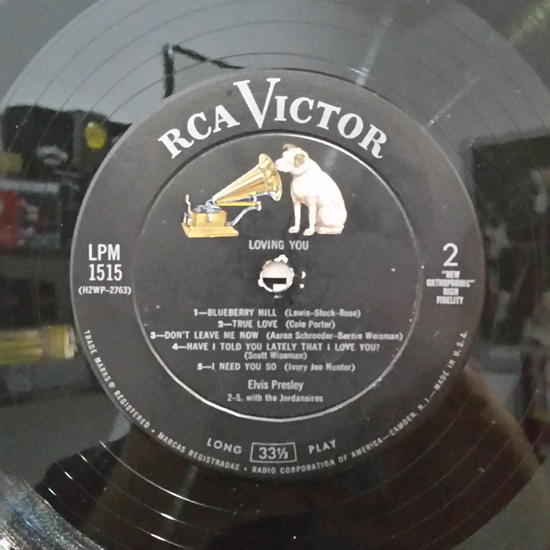 RCA VICTOR
LOVING YOU
LPM
1515
(H2WP-2763)
2
"NEW
ORTHOPHONIC"
HIGH
FIDELITY
1—BLUEBERRY HILL (Lewis-Stock-Rose)
2—TRUE LOVE (Cole Porter)
3—DON'T LEAVE ME NOW (Aaron Schroeder-Bernie Weisman)
4—HAVE I TOLD YOU LATELY THAT I LOVE YOU?
(Scott Wiseman)
5—I NEED YOU SO (Ivory Joe Hunter)
Elvis Presley
2-5. with the Jordanaires
LONG 33⅓ PLAY
TRADE MARKS ® REGISTERED • MARCAS REGISTRADAS • RADIO CORPORATION OF AMERICA—CAMDEN, N.J.—MADE IN U.S.A.